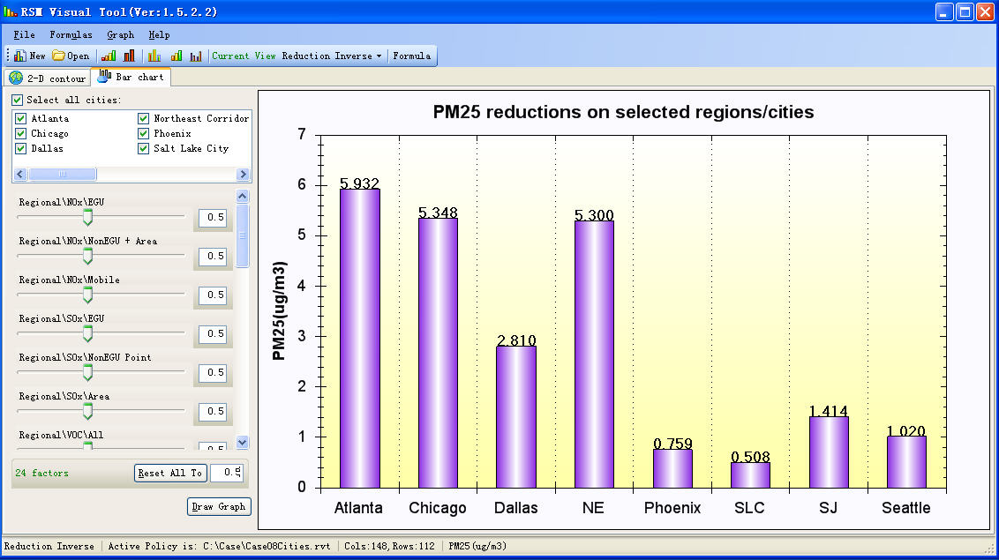 RSM Visual Tool(Ver:1.5.2.2)
File Formulas Graph Help
New Open Current View Reduction Inverse Formula
2-D contour Bar chart
Select all cities:
Atlanta Northeast Corridor
Chicago Phoenix
Dallas Salt Lake City
Regional\NOx\EGU
0.5
Regional\NOx\NonEGU + Area
0.5
Regional\NOx\Mobile
0.5
Regional\SOx\EGU
0.5
Regional\SOx\NonEGU Point
0.5
Regional\SOx\Area
0.5
Regional\VOC\All
0.5
24 factors Reset All To 0.5
Draw Graph
PM25 reductions on selected regions/cities
PM25(ug/m3)
7
6
5
4
3
2
1
0
5.932
5.348
2.810
5.300
0.759
0.508
1.414
1.020
Atlanta Chicago Dallas NE Phoenix SLC SJ Seattle
Reduction Inverse Active Policy is: C:\Case\Case08Cities.rvt Cols:148,Rows:112 PM25(ug/m3)